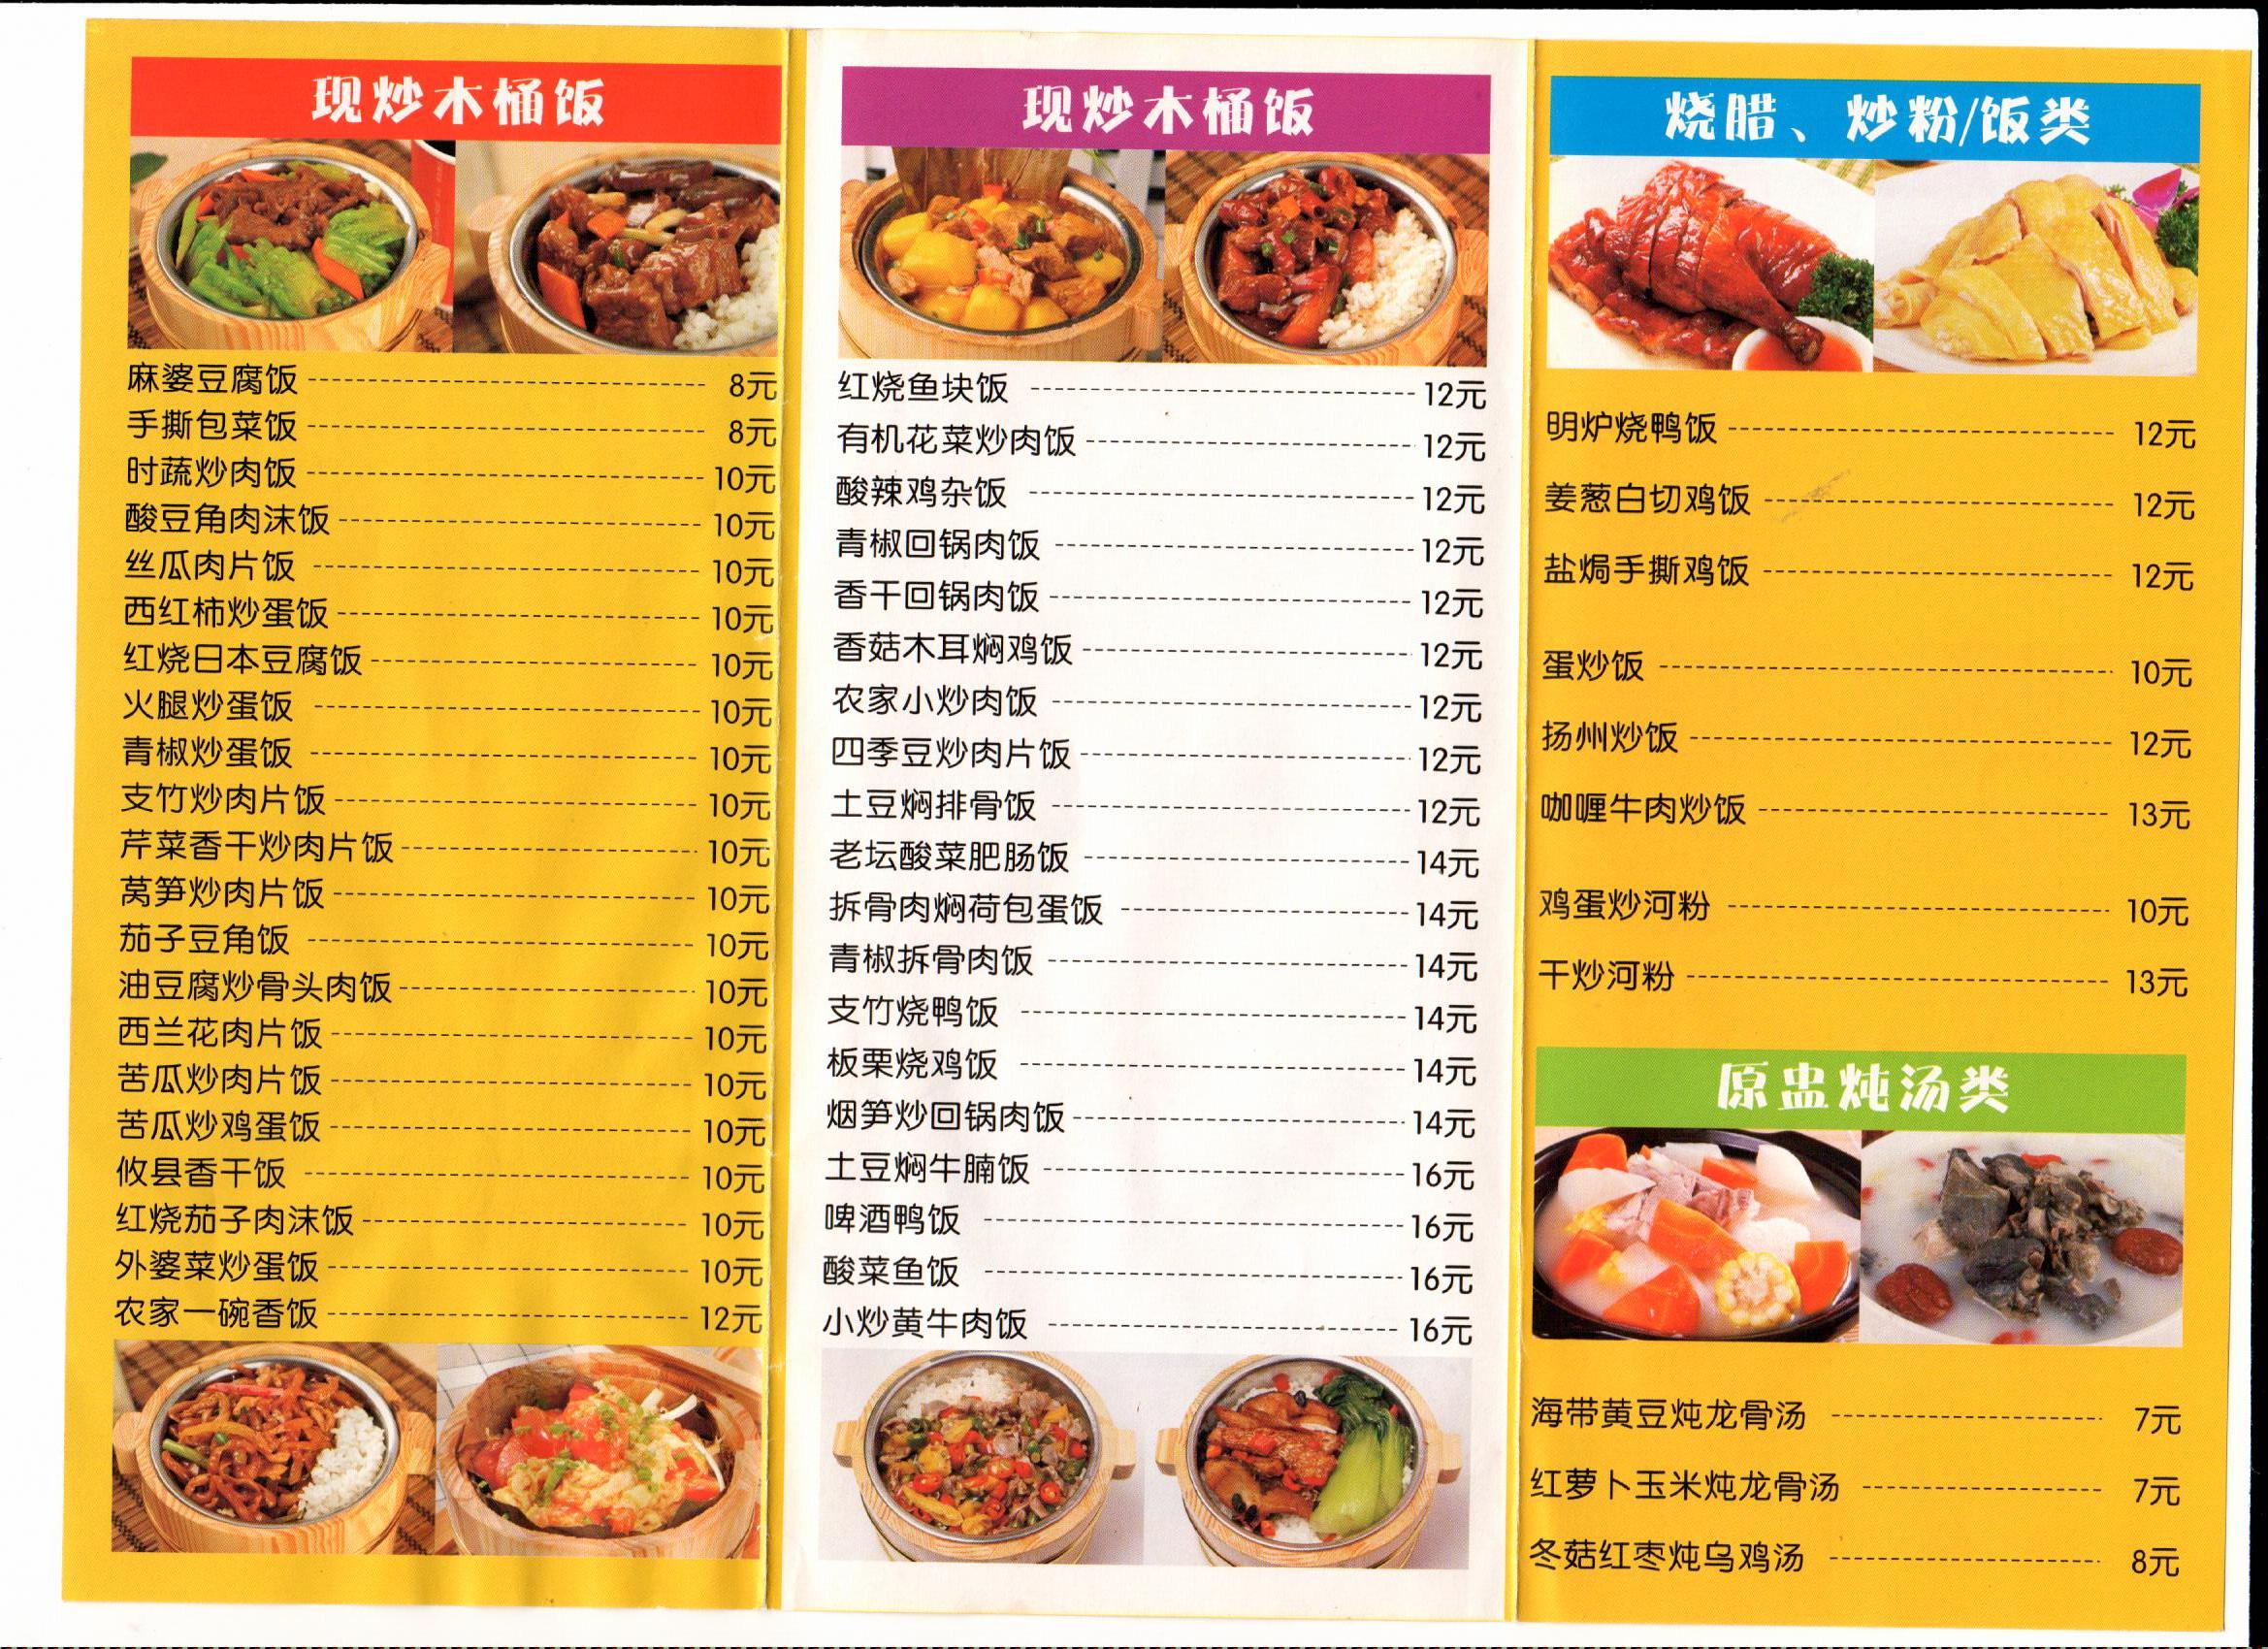 现炒木桶饭
麻婆豆腐饭 8元
手撕包菜饭 8元
时蔬炒肉饭 10元
酸豆角肉沫饭 10元
丝瓜肉片饭 10元
西红柿炒蛋饭 10元
红烧日本豆腐饭 10元
火腿炒蛋饭 10元
青椒炒蛋饭 10元
支竹炒肉片饭 10元
芹菜香干炒肉片饭 10元
莴笋炒肉片饭 10元
茄子豆角饭 10元
油豆腐炒骨头肉饭 10元
西兰花肉片饭 10元
苦瓜炒肉片饭 10元
苦瓜炒鸡蛋饭 10元
攸县香干饭 10元
红烧茄子肉沫饭 10元
外婆菜炒蛋饭 10元
农家一碗香饭 12元
现炒木桶饭
红烧鱼块饭 12元
有机花菜炒肉饭 12元
酸辣鸡杂饭 12元
青椒回锅肉饭 12元
香干回锅肉饭 12元
香菇木耳焖鸡饭 12元
农家小炒肉饭 12元
四季豆炒肉片饭 12元
土豆焖排骨饭 12元
老坛酸菜肥肠饭 14元
拆骨肉焖荷包蛋饭 14元
青椒拆骨肉饭 14元
支竹烧鸭饭 14元
板栗烧鸡饭 14元
烟笋炒回锅肉饭 14元
土豆焖牛腩饭 16元
啤酒鸭饭 16元
酸菜鱼饭 16元
小炒黄牛肉饭 16元
烧腊、炒粉/饭类
明炉烧鸭饭 12元
姜葱白切鸡饭 12元
盐焗手撕鸡饭 12元
蛋炒饭 10元
扬州炒饭 12元
咖喱牛肉炒饭 13元
鸡蛋炒河粉 10元
干炒河粉 13元
原盅炖汤类
海带黄豆炖龙骨汤 7元
红萝卜玉米炖龙骨汤 7元
冬菇红枣炖乌鸡汤 8元